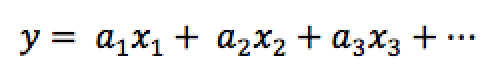 y = a₁x₁ + a₂x₂ + a₃x₃ + ⋯